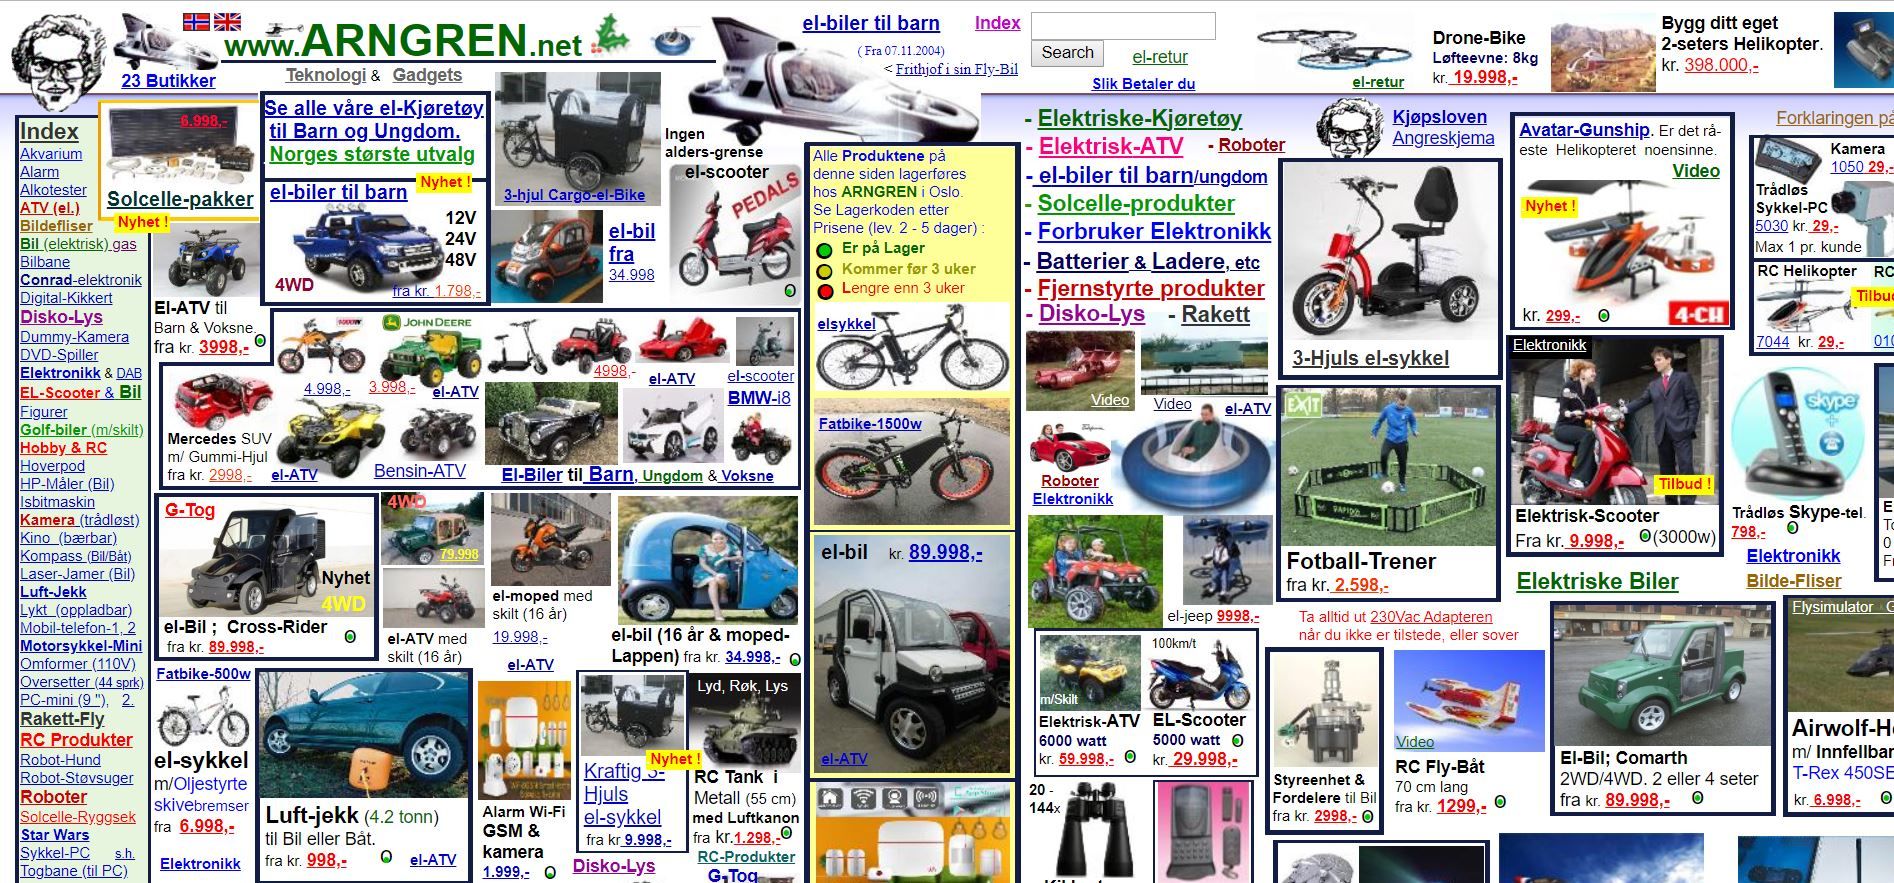 www.ARNGREN.net
23 Butikker
Teknologi & Gadgets
el-biler til barn
Index
( Fra 07.11.2004)
< Frithjof i sin Fly-Bil
Search
el-retur
Slik Betaler du
el-retur
Drone-Bike
Løfteevne: 8kg
kr. 19.998,-
Bygg ditt eget
2-seters Helikopter.
kr. 398.000,-
Index
Akvarium
Alarm
Alkotester
ATV (el.)
Bildefliser
Bil (elektrisk) gas
Bilbane
Conrad-elektronik
Digital-Kikkert
Disko-Lys
Dummy-Kamera
DVD-Spiller
Elektronikk & DAB
EL-Scooter & Bil
Figurer
Golf-biler (m/skilt)
Hobby & RC
Hoverpod
HP-Måler (Bil)
Isbitmaskin
Kamera (trådløst)
Kino (bærbar)
Kompass (Bil/Båt)
Laser-Jamer (Bil)
Luft-Jekk
Lykt (oppladbar)
Mobil-telefon-1, 2
Motorsykkel-Mini
Omformer (110V)
Oversetter (44 sprk)
PC-mini (9 "), 2.
Rakett-Fly
RC Produkter
Robot-Hund
Robot-Støvsuger
Roboter
Solcelle-Ryggsek
Star Wars
Sykkel-PC s.h.
Togbane (til PC)
6.998,-
Solcelle-pakker
Nyhet !
Se alle våre el-Kjøretøy
til Barn og Ungdom.
Norges største utvalg
el-biler til barn
Nyhet !
12V
24V
48V
4WD
fra kr. 1.798,-
3-hjul Cargo-el-Bike
Ingen
alders-grense
el-scooter
PEDALS
el-bil
fra
34.998
El-ATV til
Barn & Voksne.
fra kr. 3998,-
Mercedes SUV
m/ Gummi-Hjul
fra kr. 2998,-
1000W
4.998,-
JOHN DEERE
3.998,-
el-ATV
4998,-
el-ATV
el-scooter
BMW-i8
el-ATV
Bensin-ATV
El-Biler til Barn, Ungdom & Voksne
G-Tog
Nyhet
4WD
el-Bil ; Cross-Rider
fra kr. 89.998,-
4WD
79.998
el-ATV med
skilt (16 år)
el-moped med
skilt (16 år)
19.998,-
el-ATV
el-bil (16 år & moped-
Lappen) fra kr. 34.998,-
Fatbike-500w
el-sykkel
m/Oljestyrte
skivebremser
fra 6.998,-
Elektronikk
Luft-jekk (4.2 tonn)
til Bil eller Båt.
fra kr. 998,-
el-ATV
Alarm Wi-Fi
GSM &
kamera
1.999,-
Nyhet !
Kraftig 3-
Hjuls
el-sykkel
fra kr 9.998,-
Disko-Lys
Lyd, Røk, Lys
RC Tank i
Metall (55 cm)
med Luftkanon
fra kr.1.298,-
RC-Produkter
G-Tog
Alle Produktene på
denne siden lagerføres
hos ARNGREN i Oslo.
Se Lagerkoden etter
Prisene (lev. 2 - 5 dager) :
Er på Lager
Kommer før 3 uker
Lengre enn 3 uker
elsykkel
Fatbike-1500w
el-bil kr. 89.998,-
el-ATV
- Elektriske-Kjøretøy
- Elektrisk-ATV
- Roboter
- el-biler til barn/ungdom
- Solcelle-produkter
- Forbruker Elektronikk
- Batterier & Ladere, etc
- Fjernstyrte produkter
- Disko-Lys
- Rakett
Video
Video
el-ATV
Roboter
Elektronikk
el-jeep 9998,-
m/Skilt
Elektrisk-ATV
6000 watt
kr. 59.998,-
100km/t
EL-Scooter
5000 watt
kr. 29.998,-
20 -
144x
Kjøpsloven
Angreskjema
3-Hjuls el-sykkel
EXIT
RAPIDO
Fotball-Trener
fra kr. 2.598,-
Ta alltid ut 230Vac Adapteren
når du ikke er tilstede, eller sover
Styreenhet &
Fordelere til Bil
fra kr. 2998,-
Video
RC Fly-Båt
70 cm lang
fra kr. 1299,-
Avatar-Gunship. Er det rå-
este Helikopteret noensinne.
Video
Nyhet !
kr. 299,-
4-CH
Elektronikk
Tilbud !
Elektrisk-Scooter
Fra kr. 9.998,- (3000w)
Elektriske Biler
El-Bil; Comarth
2WD/4WD. 2 eller 4 seter
fra kr. 89.998,-
Forklaringen på
Kamera
1050 29,-
Trådløs
Sykkel-PC
5030 kr. 29,-
Max 1 pr. kunde
RC Helikopter
RC
Tilbud
7044 kr. 29,-
010
skype
Trådløs Skype-tel.
798,-
Elektronikk
Bilde-Fliser
Flysimulator
Airwolf-He
m/ Innfellbar
T-Rex 450SE
kr. 6.998,-